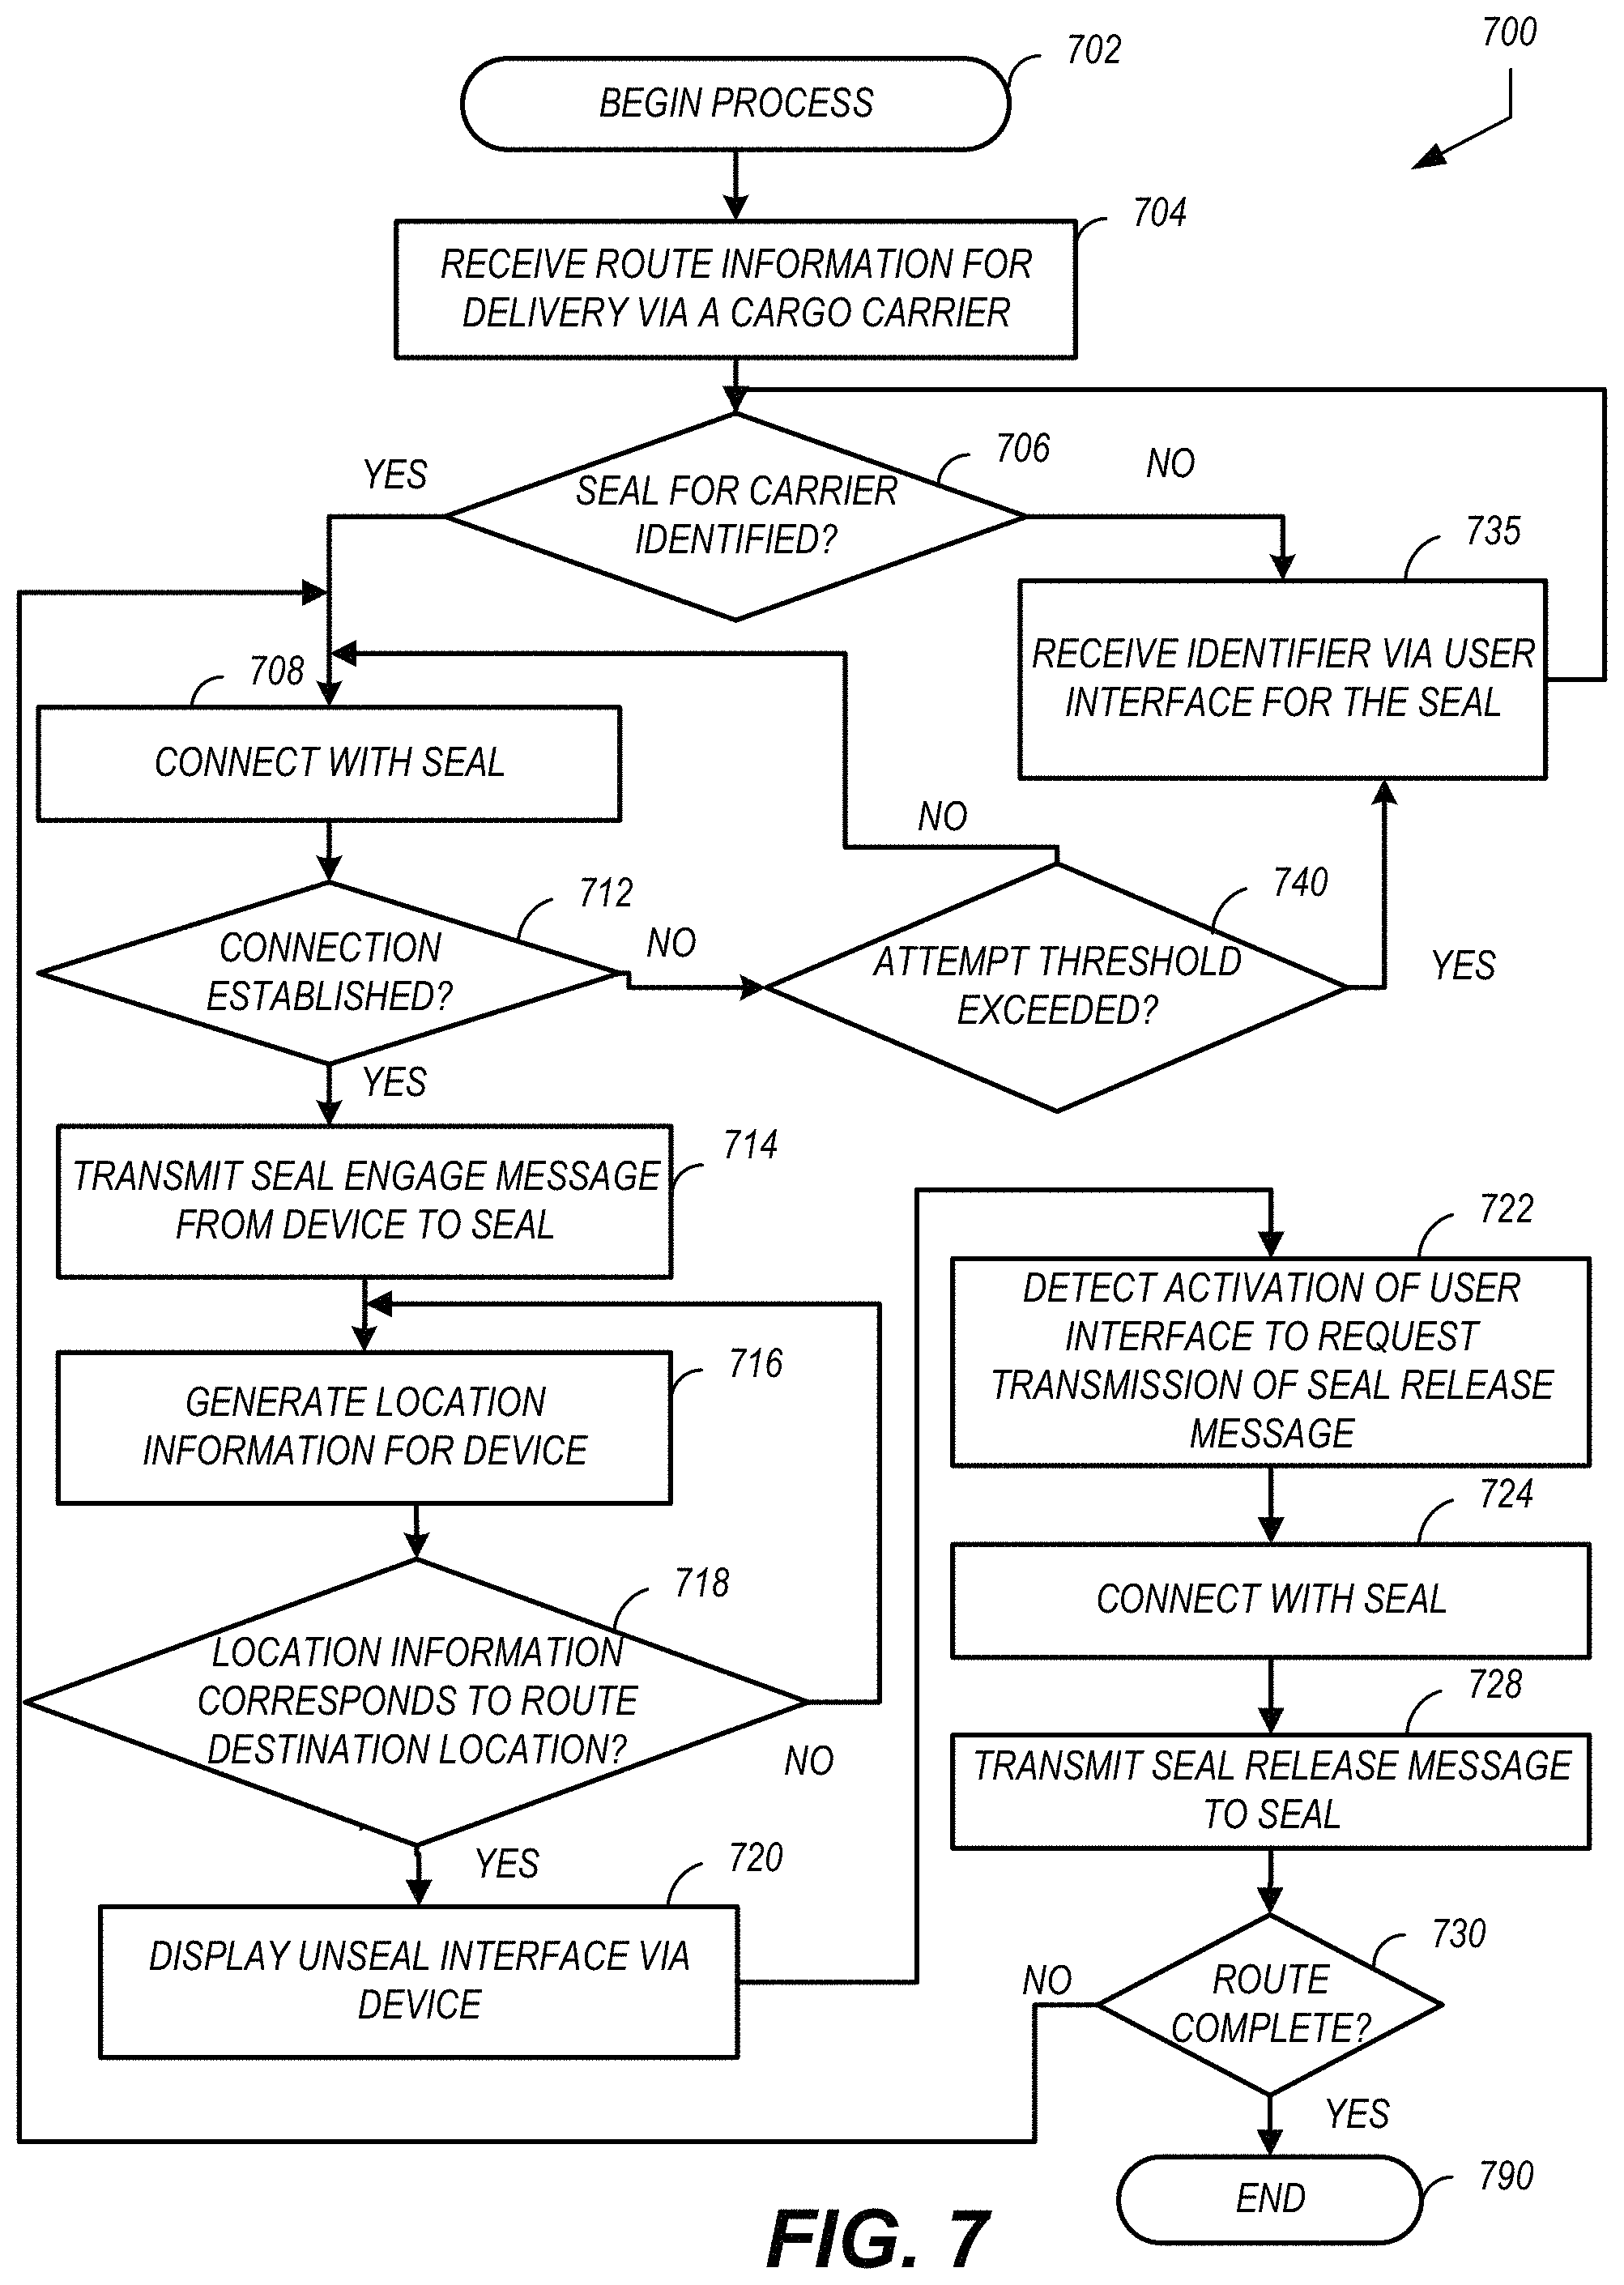 700
702
BEGIN PROCESS
704
RECEIVE ROUTE INFORMATION FOR
DELIVERY VIA A CARGO CARRIER
706
YES
NO
SEAL FOR CARRIER
IDENTIFIED?
735
RECEIVE IDENTIFIER VIA USER
INTERFACE FOR THE SEAL
708
CONNECT WITH SEAL
NO
712
740
CONNECTION
ESTABLISHED?
NO
ATTEMPT THRESHOLD
EXCEEDED?
YES
YES
714
TRANSMIT SEAL ENGAGE MESSAGE
FROM DEVICE TO SEAL
716
GENERATE LOCATION
INFORMATION FOR DEVICE
718
LOCATION INFORMATION
CORRESPONDS TO ROUTE
DESTINATION LOCATION?
NO
YES
720
DISPLAY UNSEAL INTERFACE VIA
DEVICE
722
DETECT ACTIVATION OF USER
INTERFACE TO REQUEST
TRANSMISSION OF SEAL RELEASE
MESSAGE
724
CONNECT WITH SEAL
728
TRANSMIT SEAL RELEASE MESSAGE
TO SEAL
730
NO
ROUTE
COMPLETE?
YES
790
END
FIG. 7